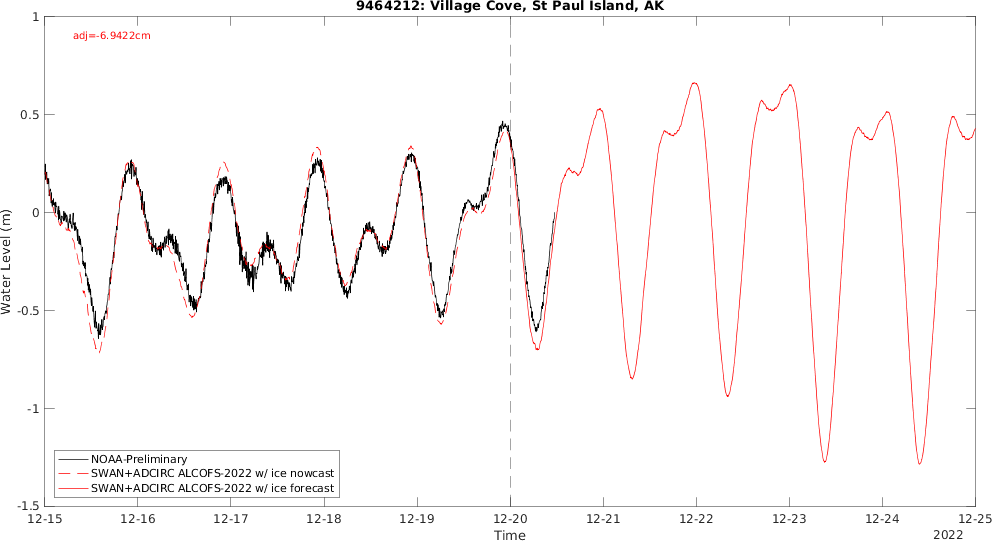 9464212: Village Cove, St Paul Island, AK
adj=-6.9422cm
Water Level (m)
1
0.5
0
-0.5
-1
-1.5
NOAA-Preliminary
SWAN+ADCIRC ALCOFS-2022 w/ ice nowcast
SWAN+ADCIRC ALCOFS-2022 w/ ice forecast
12-15 12-16 12-17 12-18 12-19 12-20 12-21 12-22 12-23 12-24 12-25
Time
2022